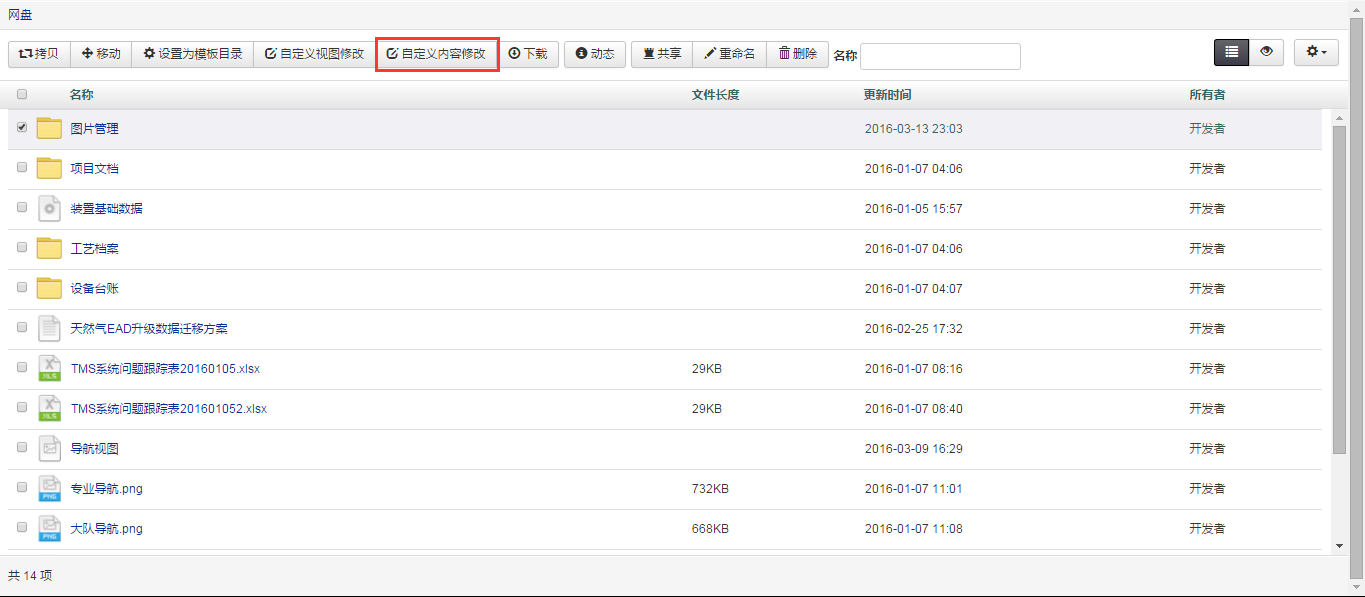 网盘
拷贝 移动 设置为模板目录 自定义视图修改 自定义内容修改 下载 动态 共享 重命名 删除 名称
名称 文件长度 更新时间 所有者
图片管理 2016-03-13 23:03 开发者
项目文档 2016-01-07 04:06 开发者
装置基础数据 2016-01-05 15:57 开发者
工艺档案 2016-01-07 04:06 开发者
设备台账 2016-01-07 04:07 开发者
天然气EAD升级数据迁移方案 2016-02-25 17:32 开发者
XLS TMS系统问题跟踪表20160105.xlsx 29KB 2016-01-07 08:16 开发者
XLS TMS系统问题跟踪表201601052.xlsx 29KB 2016-01-07 08:40 开发者
导航视图 2016-03-09 16:29 开发者
PNG 专业导航.png 732KB 2016-01-07 11:01 开发者
PNG 大队导航.png 668KB 2016-01-07 11:08 开发者
共 14 项